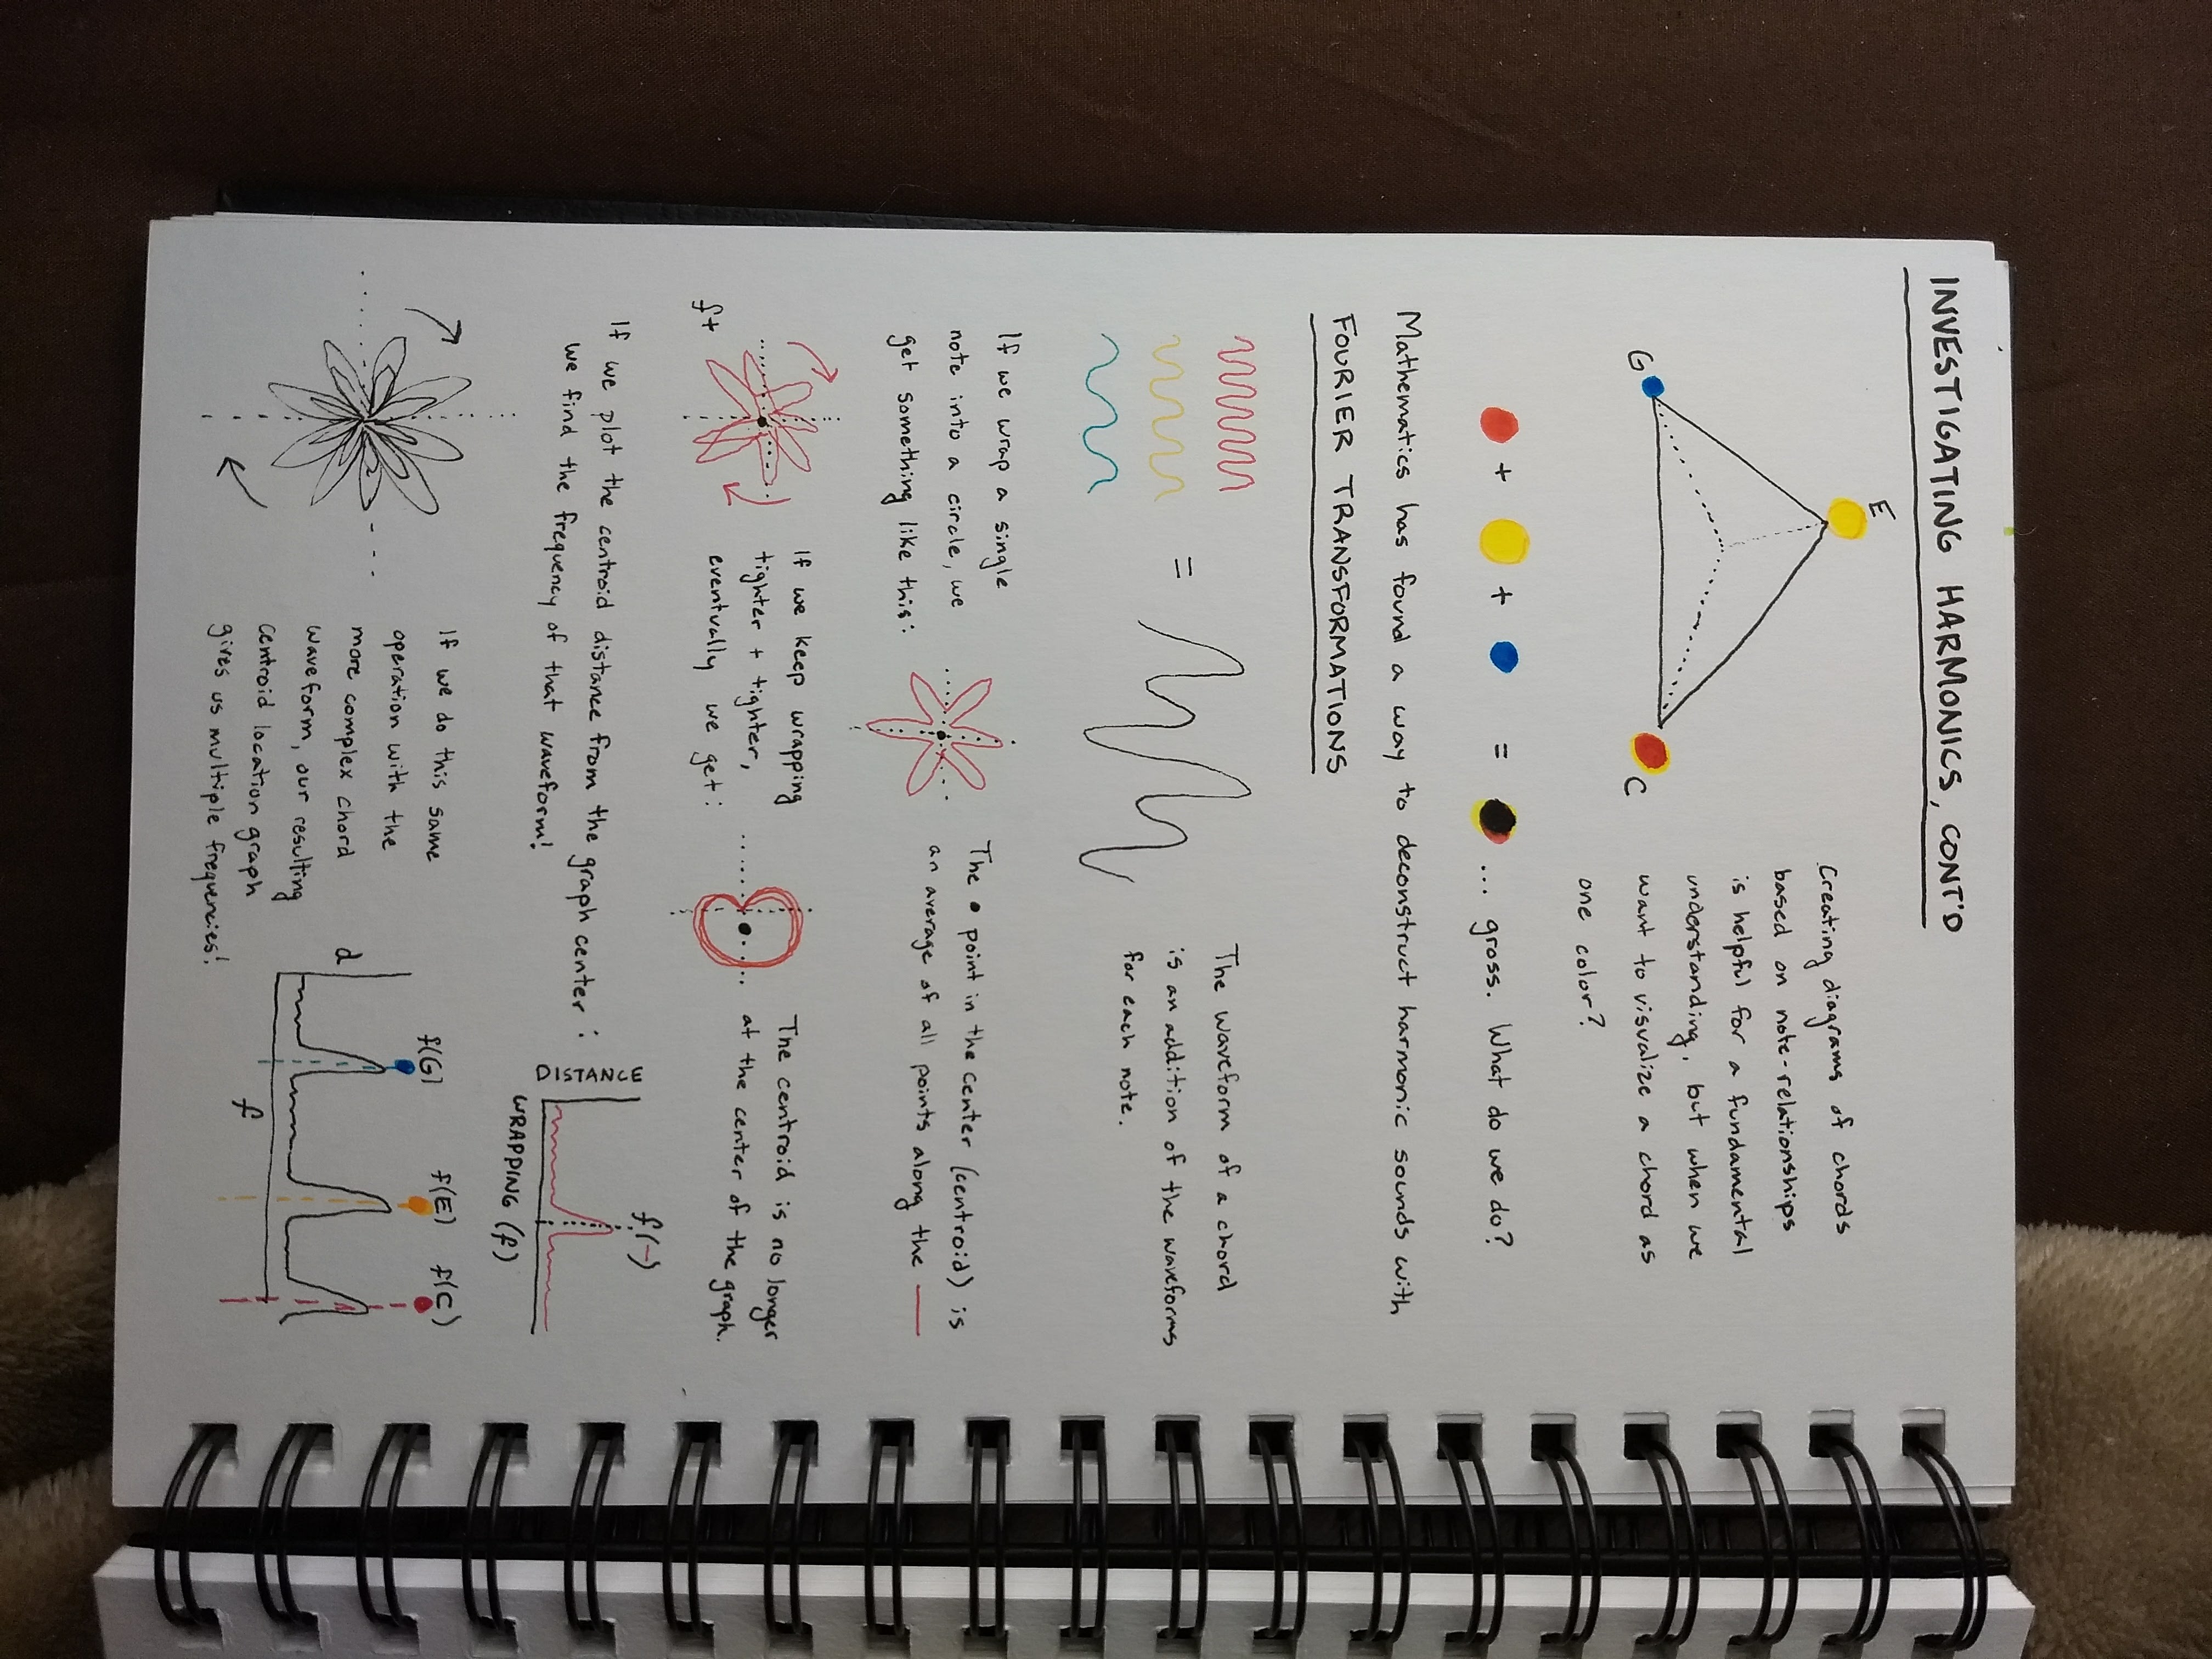 INVESTIGATING HARMONICS, CONT'D
E
G
C
Creating diagrams of chords
based on note-relationships
is helpful for a fundamental
understanding, but when we
want to visualize a chord as
one color?
+ + = ... gross. What do we do?
Mathematics has found a way to deconstruct harmonic sounds with
FOURIER TRANSFORMATIONS
=
The waveform of a chord
is an addition of the waveforms
for each note.
If we wrap a single
note into a circle, we
get something like this:
The • point in the center (centroid) is
an average of all points along the —
f+
If we keep wrapping
tighter + tighter,
eventually we get:
The centroid is no longer
at the center of the graph.
If we plot the centroid distance from the graph center:
we find the frequency of that waveform!
DISTANCE
WRAPPING (f)
f(-)
If we do this same
operation with the
more complex chord
waveform, our resulting
centroid location graph
gives us multiple frequencies!
d
f(G)
f(E)
f(C)
f